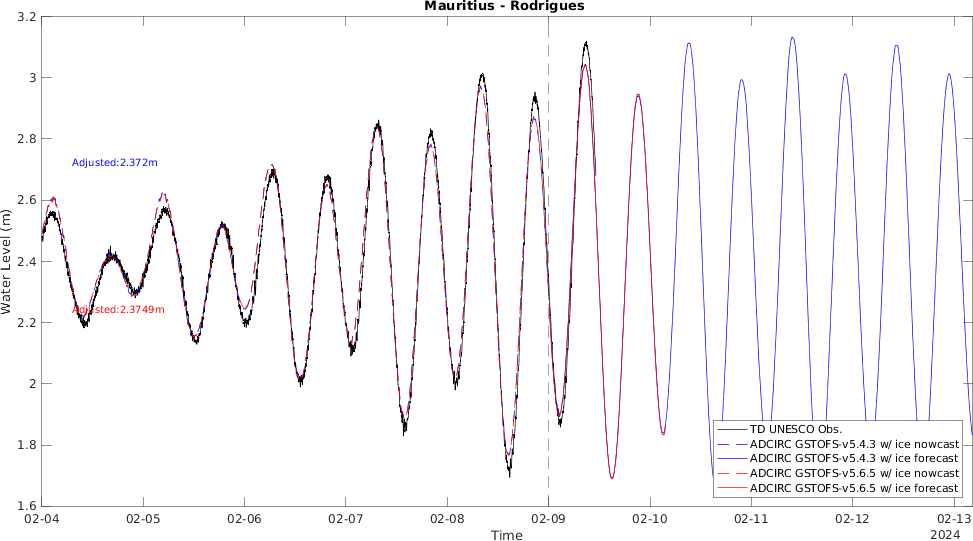 Mauritius - Rodrigues
3.2
3
2.8
2.6
2.4
2.2
2
1.8
1.6
Water Level (m)
Adjusted:2.372m
Adjusted:2.3749m
TD UNESCO Obs.
ADCIRC GSTOFS-v5.4.3 w/ ice nowcast
ADCIRC GSTOFS-v5.4.3 w/ ice forecast
ADCIRC GSTOFS-v5.6.5 w/ ice nowcast
ADCIRC GSTOFS-v5.6.5 w/ ice forecast
02-04 02-05 02-06 02-07 02-08 02-09 02-10 02-11 02-12 02-13
Time
2024